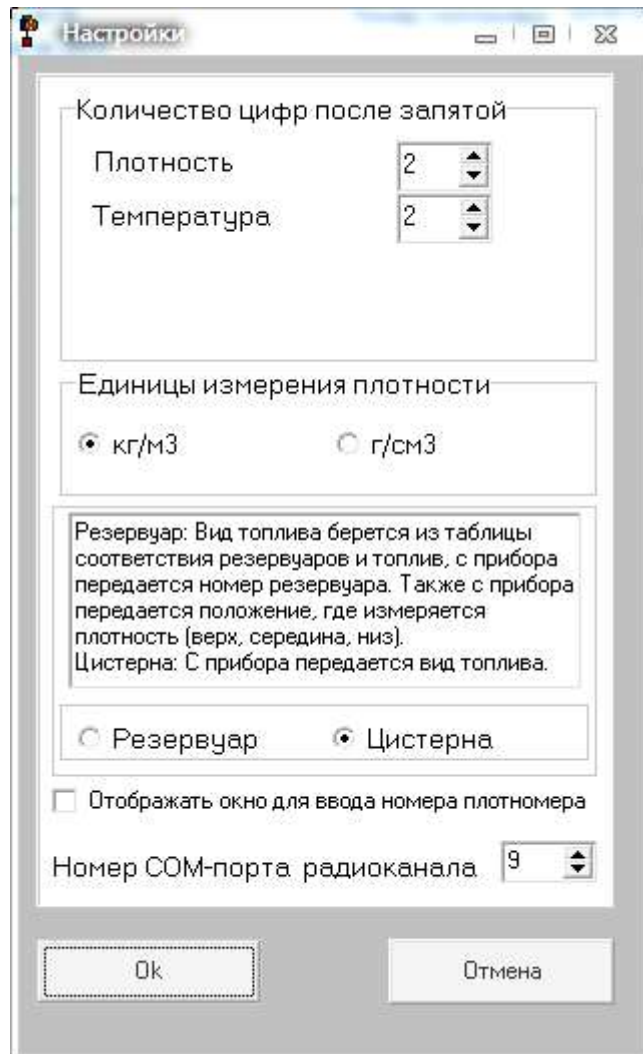 Настройки
Количество цифр после запятой
Плотность 2
Температура 2
Единицы измерения плотности
кг/м3 г/см3
Резервуар: Вид топлива берется из таблицы
соответствия резервуаров и топлив, с прибора
передается номер резервуара. Также с прибора
передается положение, где измеряется
плотность (верх, середина, низ).
Цистерна: С прибора передается вид топлива.
Резервуар Цистерна
Отображать окно для ввода номера плотномера
Номер COM-порта радиоканала 9
Ok Отмена